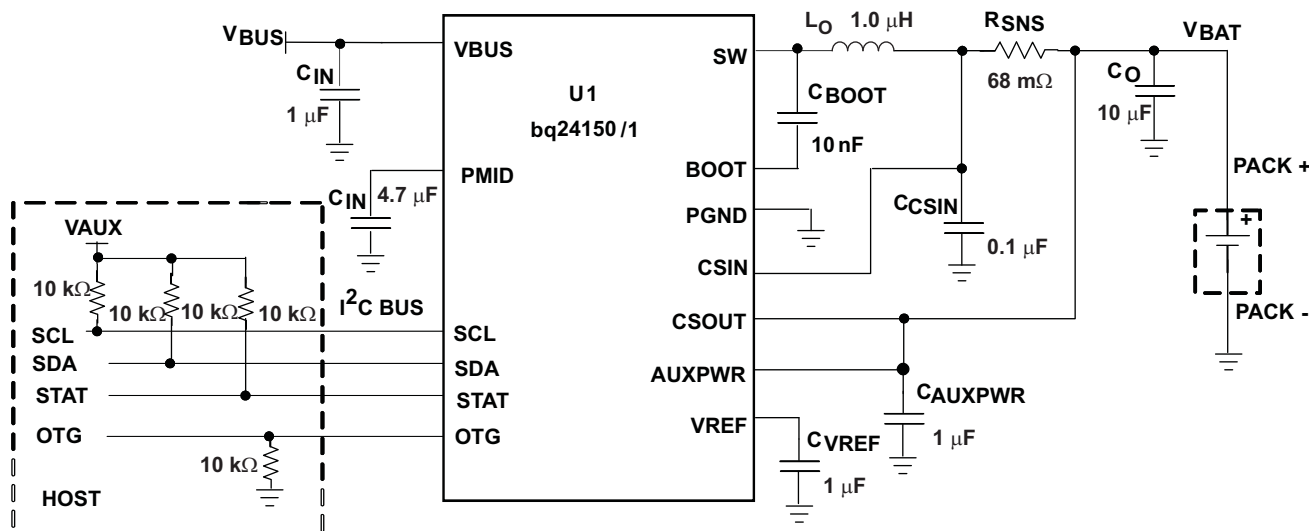 VBUS
CIN
1 μF
VBUS
U1
bq24150/1
SW
LO 1.0 μH
RSNS
68 mΩ
VBAT
CO
10 μF
CBOOT
10 nF
BOOT
PMID
CIN
4.7 μF
PGND
CCSIN
0.1 μF
CSIN
PACK +
+
PACK -
VAUX
10 kΩ
10 kΩ
10 kΩ
I2C BUS
SCL
SCL
CSOUT
SDA
SDA
AUXPWR
STAT
STAT
CAUXPWR
1 μF
VREF
CVREF
1 μF
OTG
OTG
10 kΩ
HOST